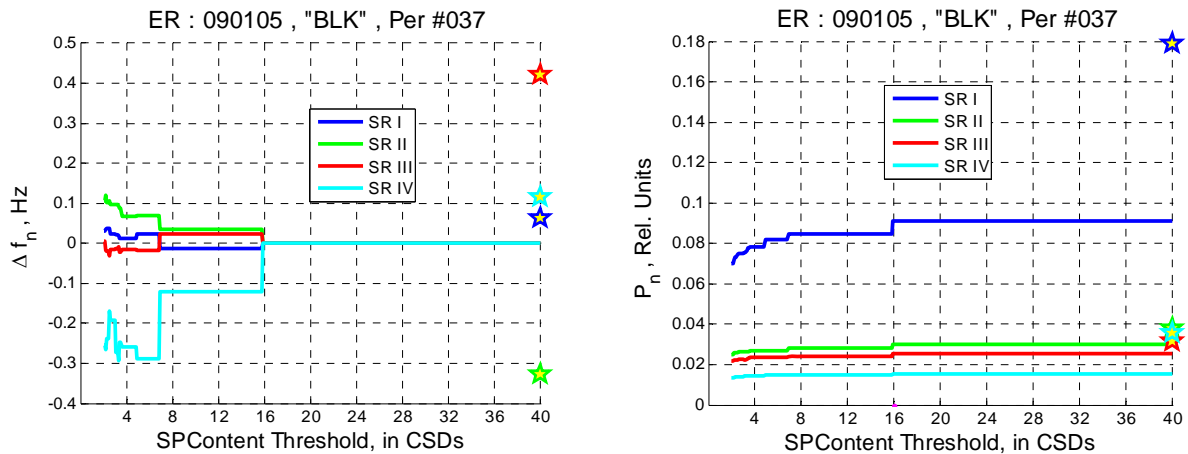 ER : 090105 , "BLK" , Per #037
0.5
0.4
0.3
0.2
0.1
0
-0.1
-0.2
-0.3
-0.4
Δ f_n , Hz
SR I
SR II
SR III
SR IV
4 8 12 16 20 24 28 32 36 40
SPContent Threshold, in CSDs
ER : 090105 , "BLK" , Per #037
0.18
0.16
0.14
0.12
0.1
0.08
0.06
0.04
0.02
0
P_n , Rel. Units
SR I
SR II
SR III
SR IV
4 8 12 16 20 24 28 32 36 40
SPContent Threshold, in CSDs